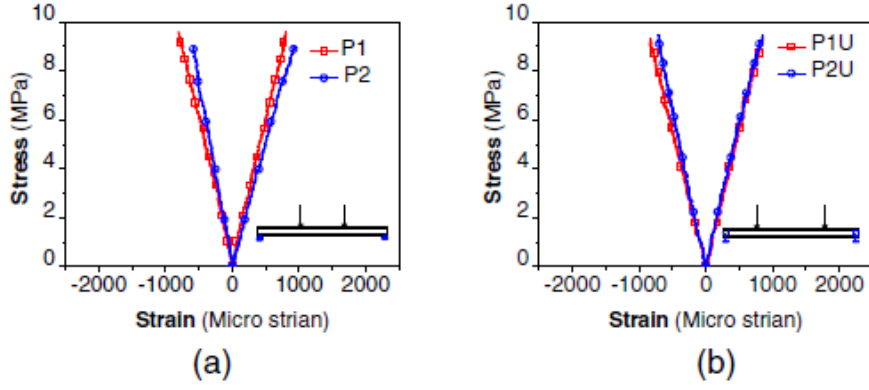 10
8
6
4
2
0
Stress (MPa)
P1
P2
-2000 -1000 0 1000 2000
Strain (Micro strian)
(a)
10
8
6
4
2
0
Stress (MPa)
P1U
P2U
-2000 -1000 0 1000 2000
Strain (Micro strian)
(b)